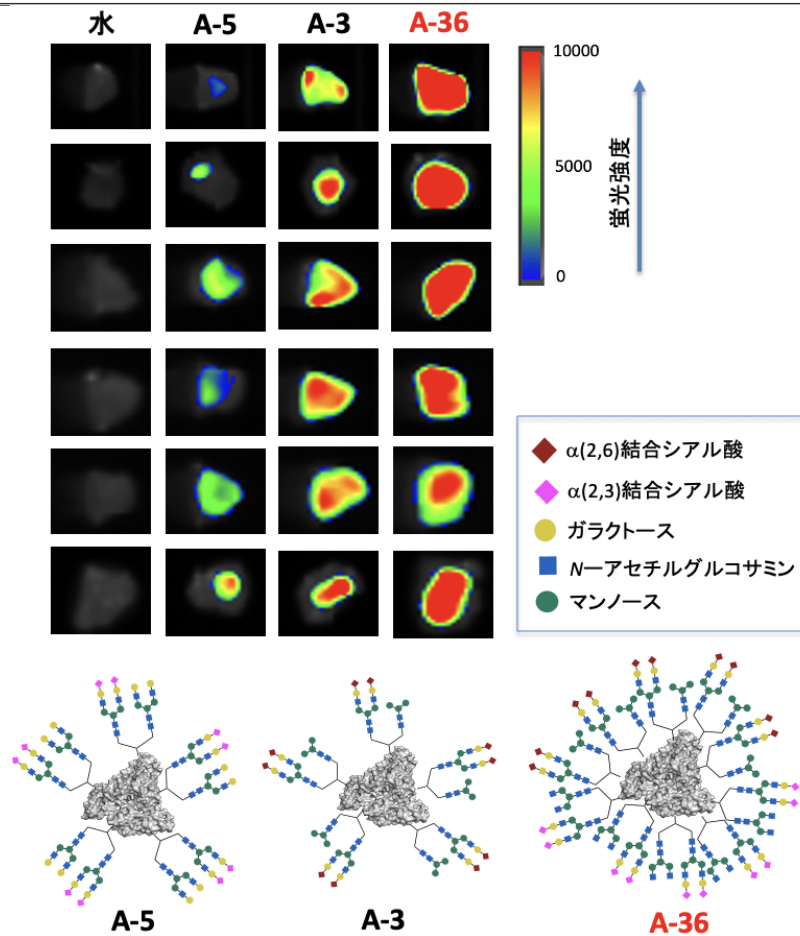 水 A-5 A-3 A-36
10000
5000
0
蛍光強度
α(2,6)結合シアル酸
α(2,3)結合シアル酸
ガラクトース
N―アセチルグルコサミン
マンノース
A-5 A-3 A-36